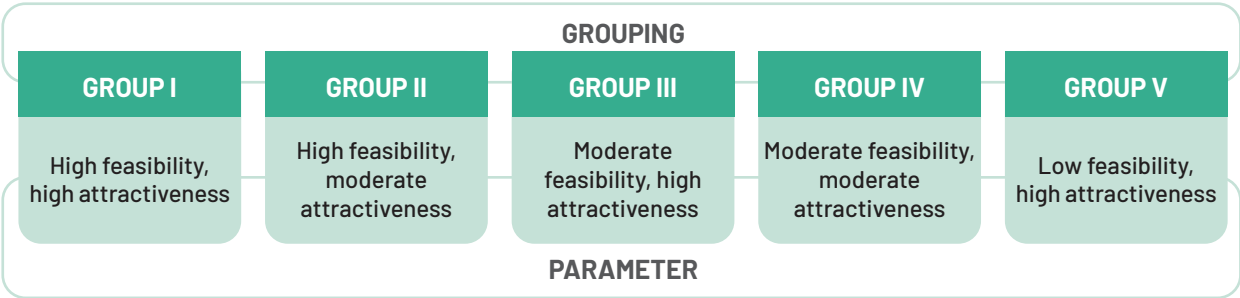 GROUPING
GROUP I
High feasibility,
high attractiveness
GROUP II
High feasibility,
moderate
attractiveness
GROUP III
Moderate
feasibility, high
attractiveness
GROUP IV
Moderate feasibility,
moderate
attractiveness
GROUP V
Low feasibility,
high attractiveness
PARAMETER